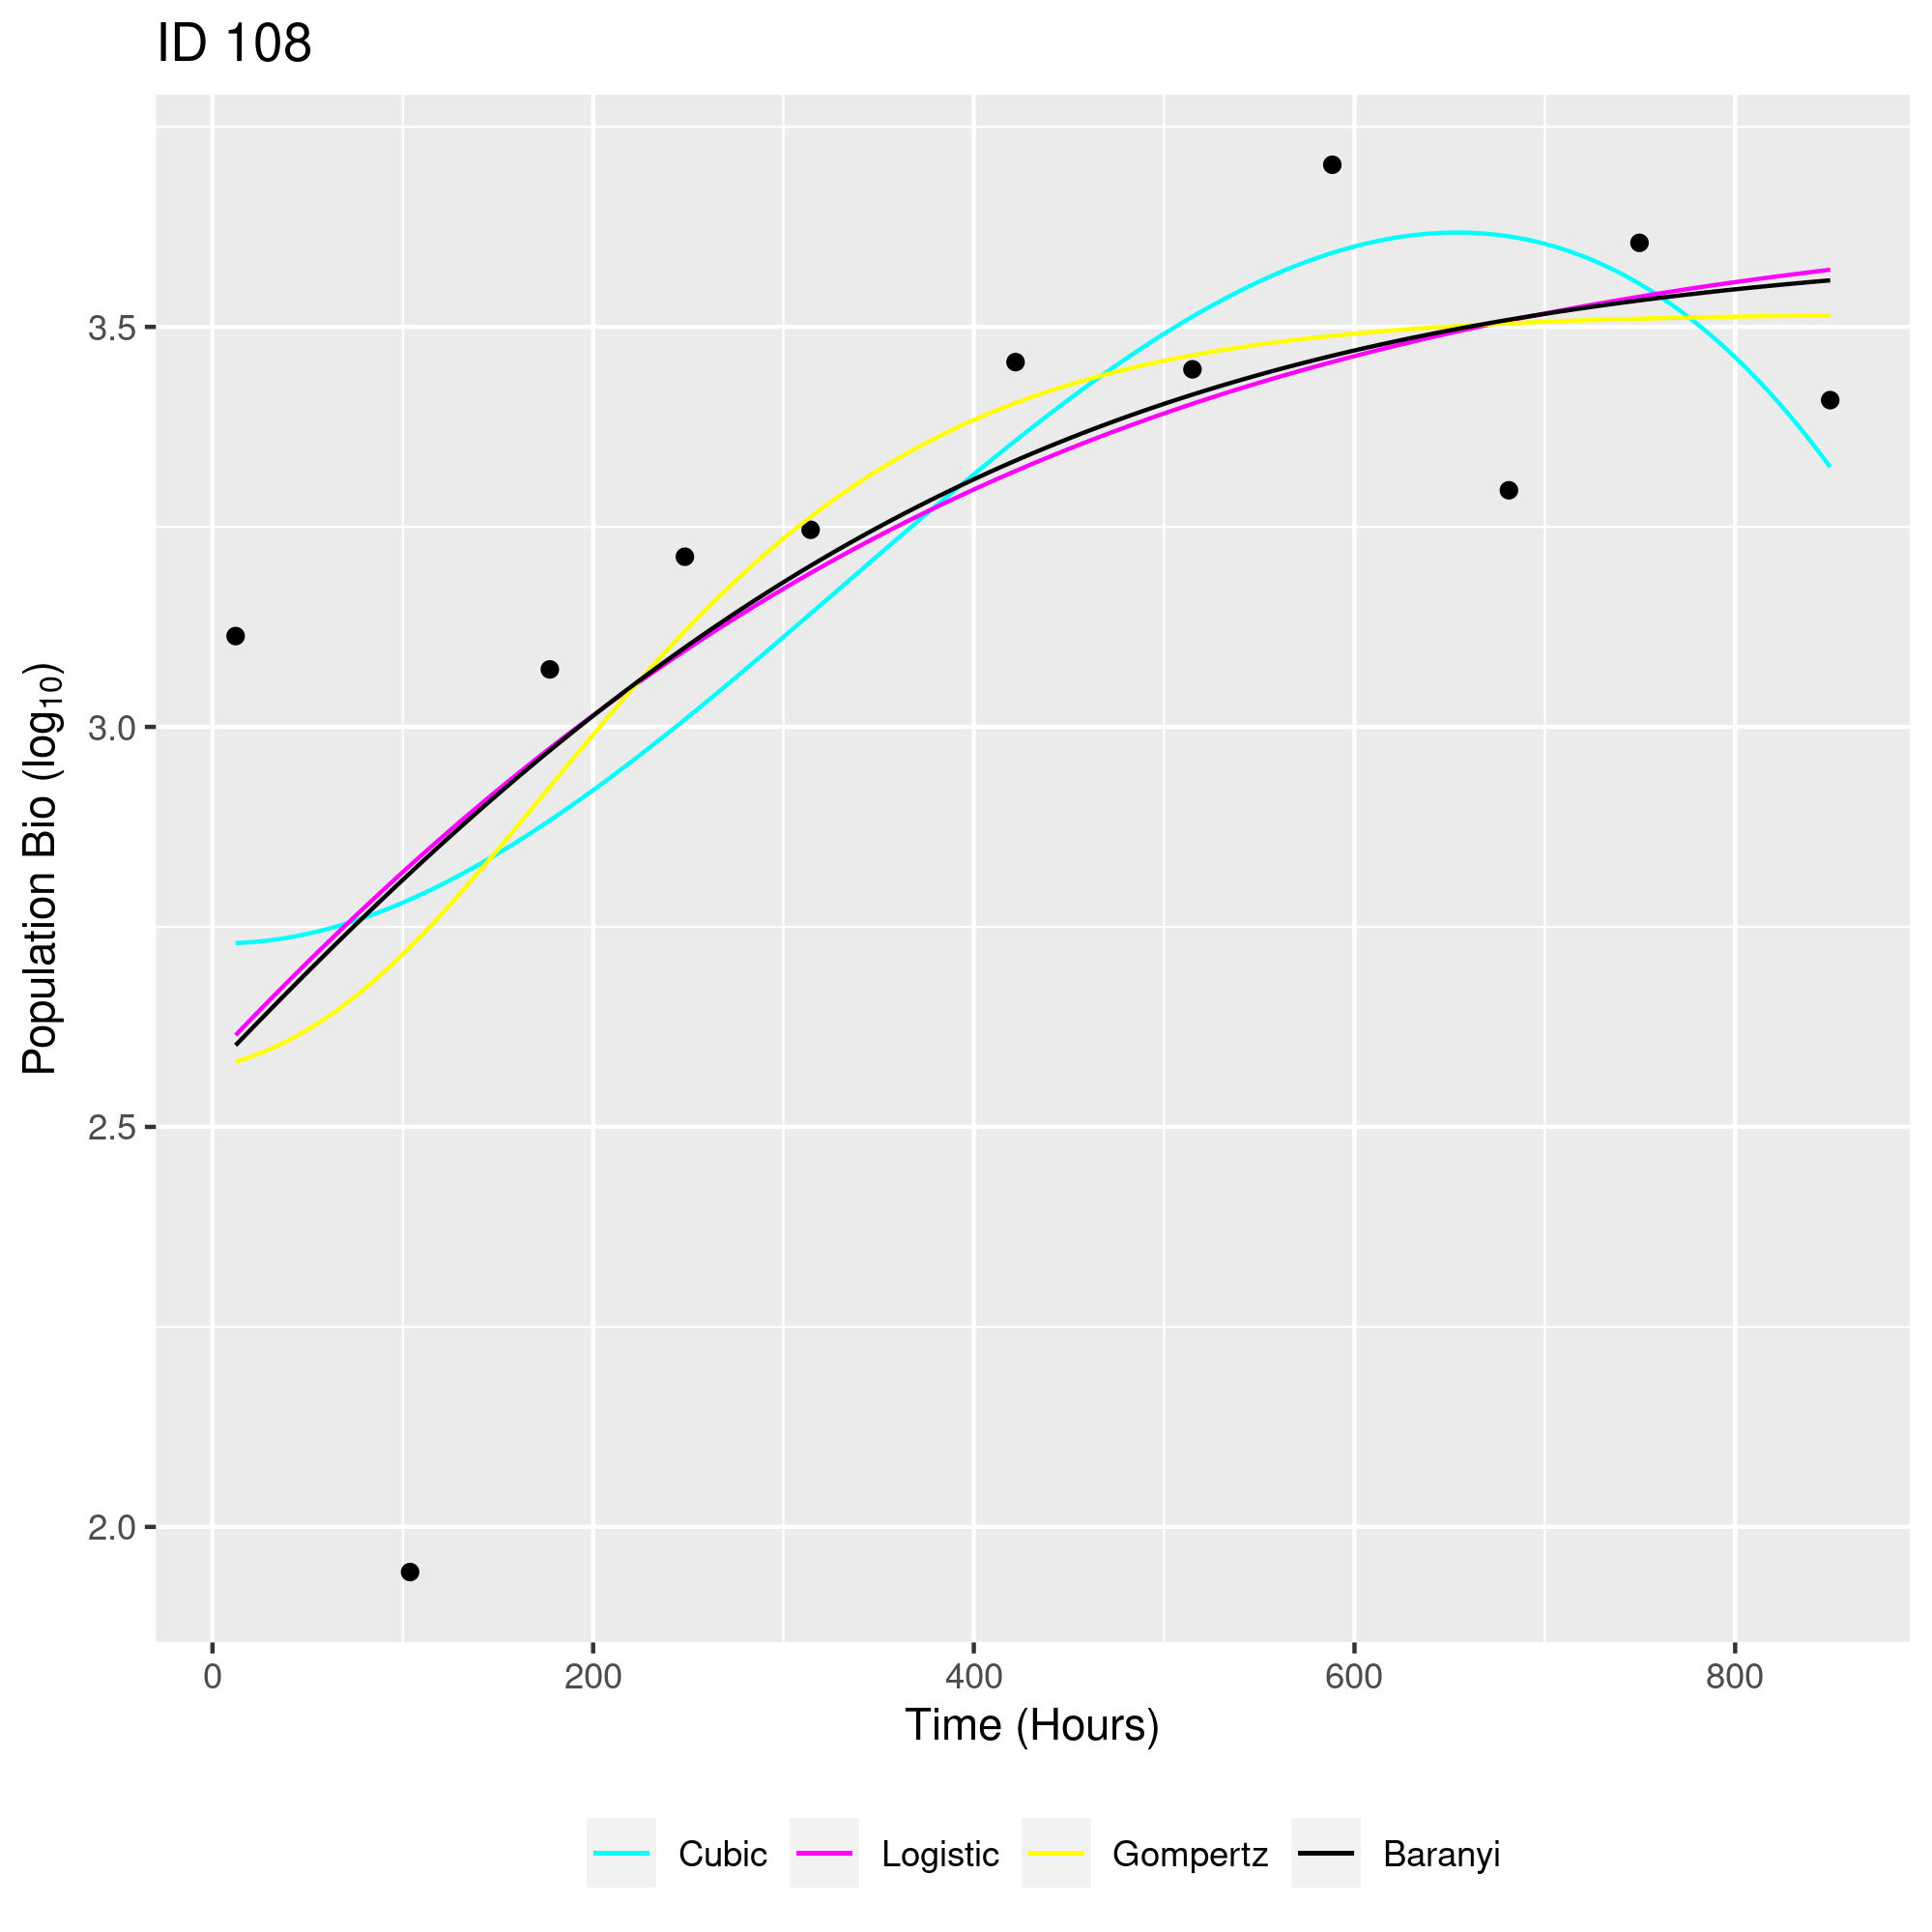 ID 108
Population Bio (log₁₀)
3.5
3.0
2.5
2.0
0 200 400 600 800
Time (Hours)
Cubic Logistic Gompertz Baranyi